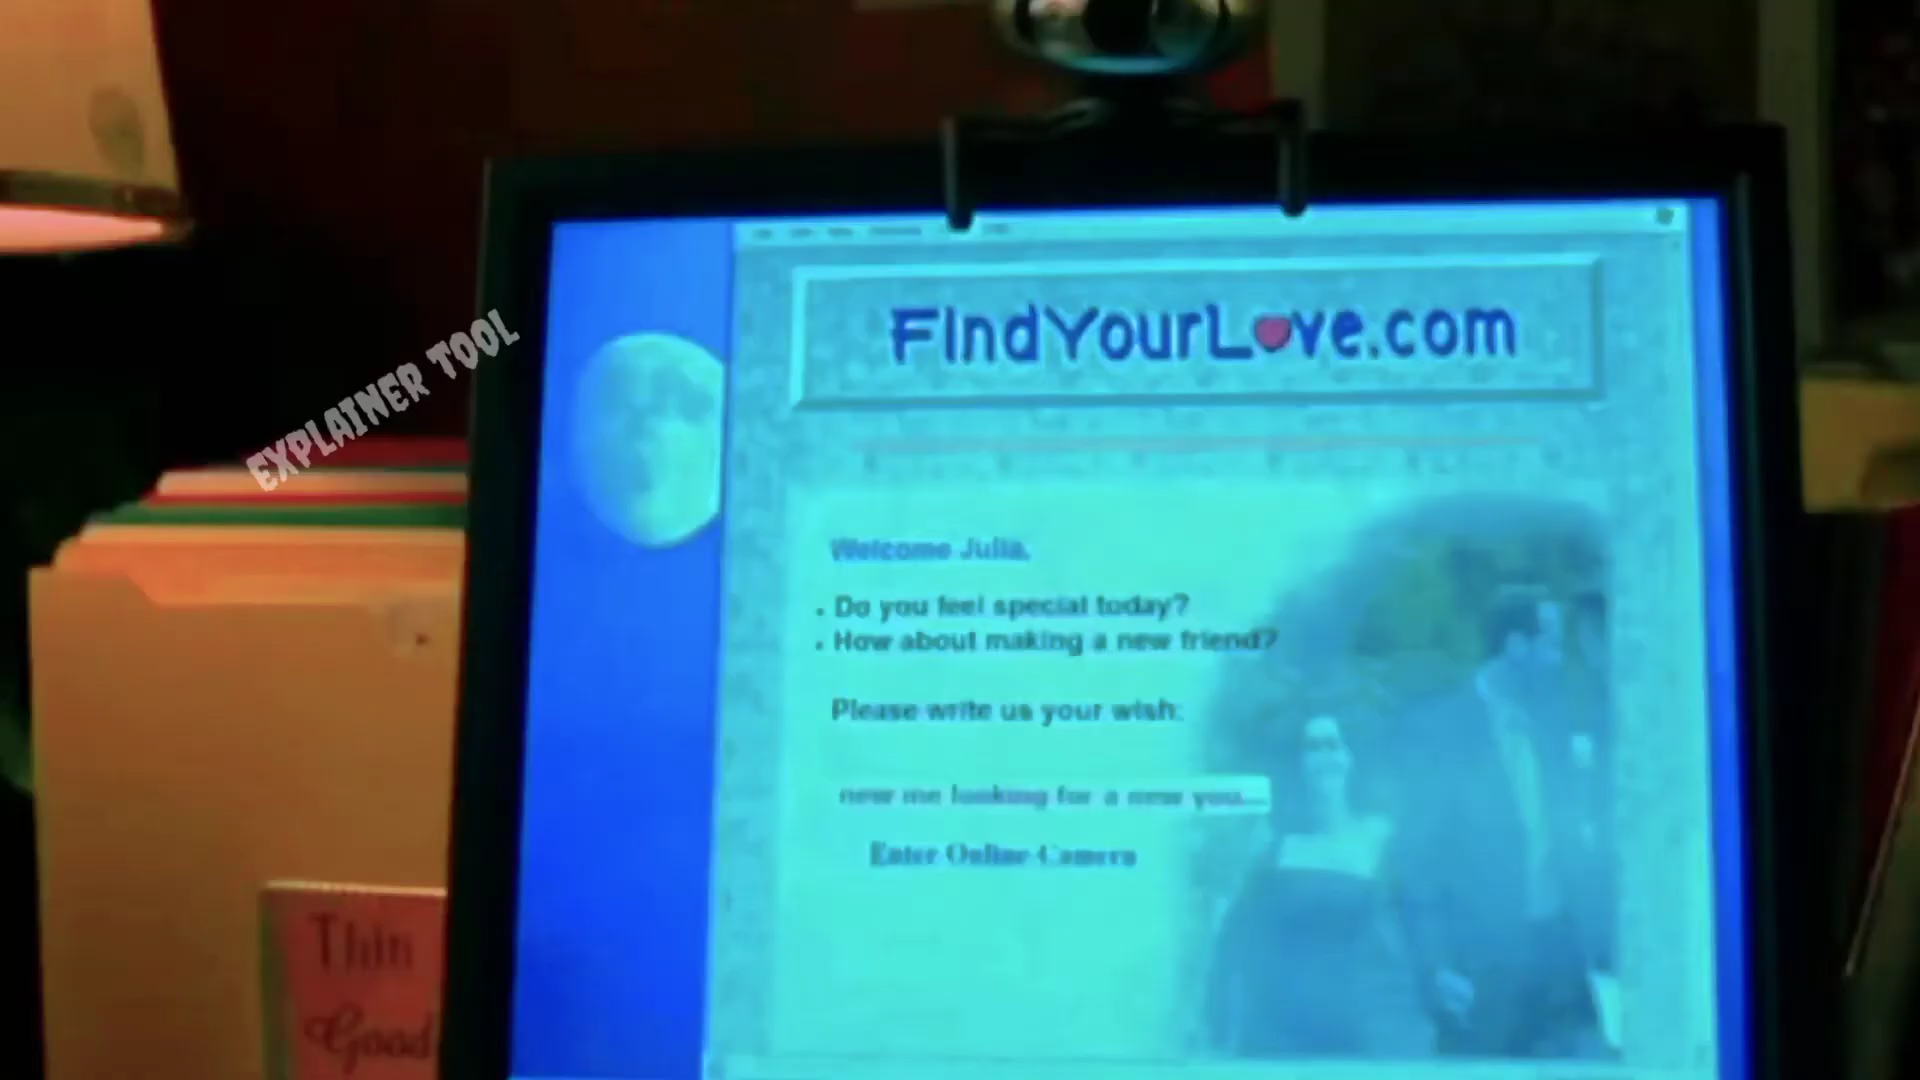 EXPLAINER TOOL
FindYourLove.com
Welcome Julia,
. Do you feel special today?
. How about making a new friend?
Please write us your wish:
new me looking for a new you...
Enter Online Camera
Thin
Good